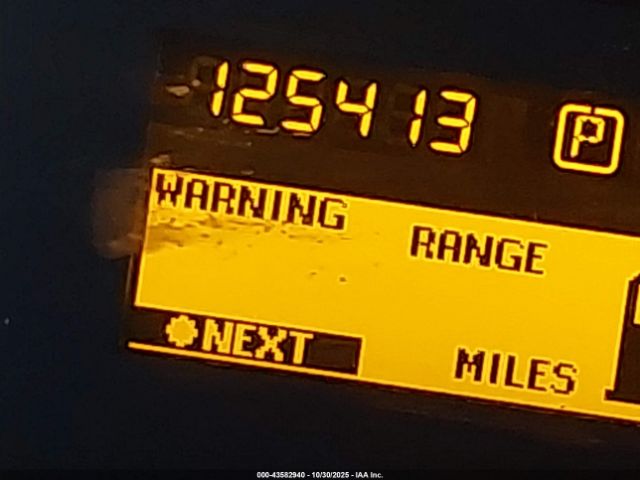 125413 P
WARNING
RANGE
NEXT
MILES
000-43582940 - 10/30/2025 - IAA Inc.